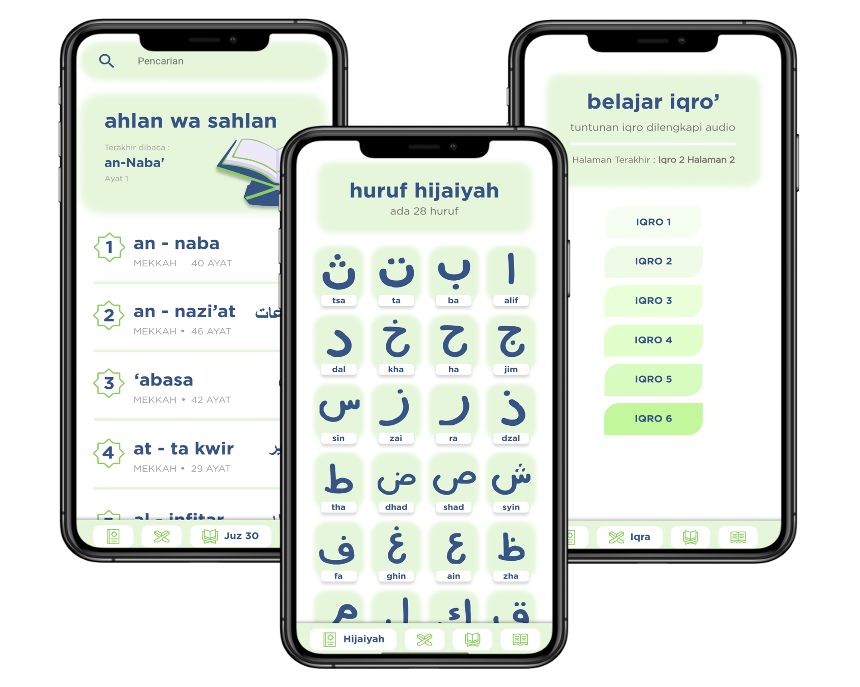 Pencarian
ahlan wa sahlan
Terakhir dibaca :
an-Naba'
Ayat 1
1
an - naba
MEKKAH 40 AYAT
2
an - nazi’at
MEKKAH • 46 AYAT
3
‘abasa
MEKKAH • 42 AYAT
4
at - ta kwir
MEKKAH • 29 AYAT
al - infitar
Juz 30
huruf hijaiyah
ada 28 huruf
ث ت ب ا
tsa ta ba alif
د خ ح ج
dal kha ha jim
س ز ر ذ
sin zai ra dzal
ط ض ص ش
tha dhad shad syin
ف غ ع ظ
fa ghin ain zha
م ل ك ق
Hijaiyah
belajar iqro’
tuntunan iqro dilengkapi audio
Halaman Terakhir : Iqro 2 Halaman 2
IQRO 1
IQRO 2
IQRO 3
IQRO 4
IQRO 5
IQRO 6
Iqra